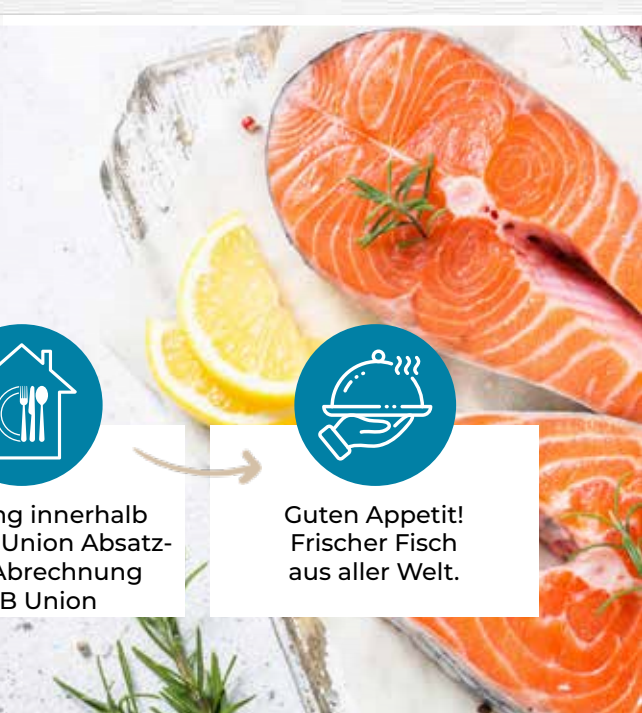 ng innerhalb
Union Absatz-
Abrechnung
B Union
Guten Appetit!
Frischer Fisch
aus aller Welt.